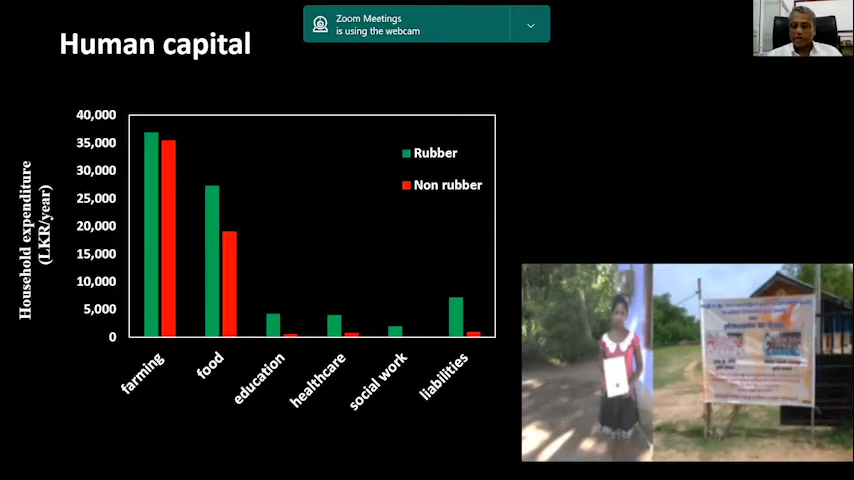 Zoom Meetings
is using the webcam
Human capital
40,000
35,000
30,000
25,000
20,000
15,000
10,000
5,000
0
Household expenditure
(LKR/year)
Rubber
Non rubber
farming
food
education
healthcare
social work
liabilities